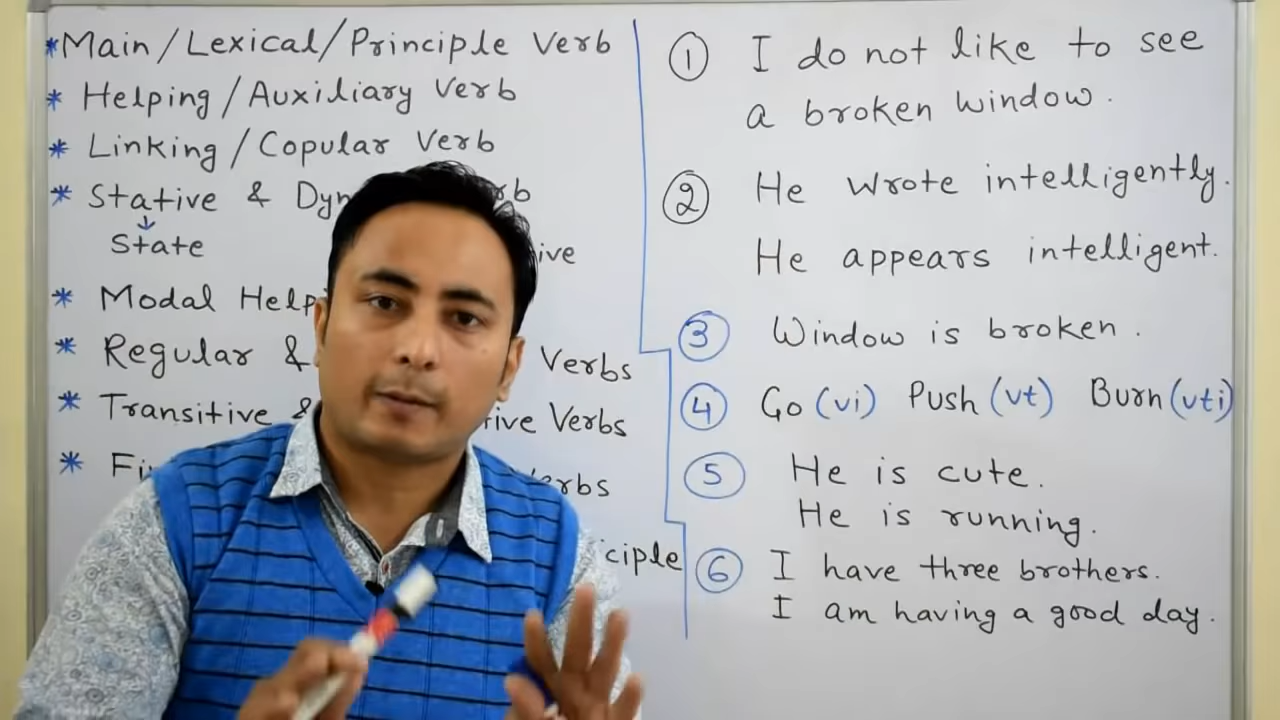 *Main/Lexical/Principle Verb
* Helping/Auxiliary Verb
* Linking/Copular Verb
* Stative & Dyn rb
↓
State ive
* Modal Help
* Regular & Verbs
* Transitive & tive Verbs
* Fi erbs
ciple
1 I do not like to see
a broken window.
2 He wrote intelligently.
He appears intelligent.
3 Window is broken.
4 Go (vi) Push (vt) Burn (vti)
5 He is cute.
He is running.
6 I have three brothers.
I am having a good day.